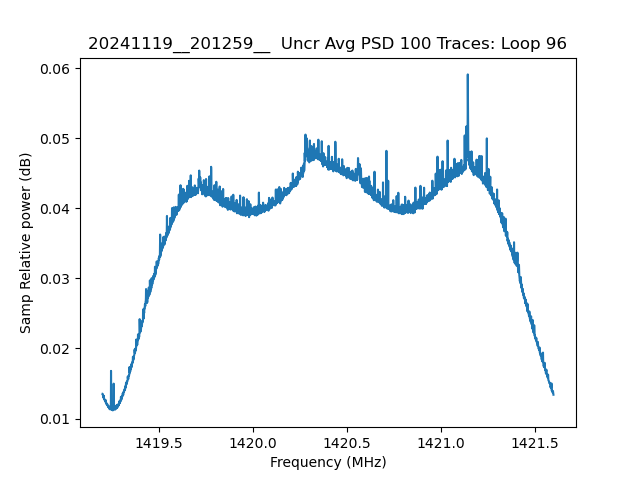 20241119__201259__  Uncr Avg PSD 100 Traces: Loop 96
0.06
0.05
0.04
0.03
0.02
0.01
Samp Relative power (dB)
1419.5 1420.0 1420.5 1421.0 1421.5
Frequency (MHz)